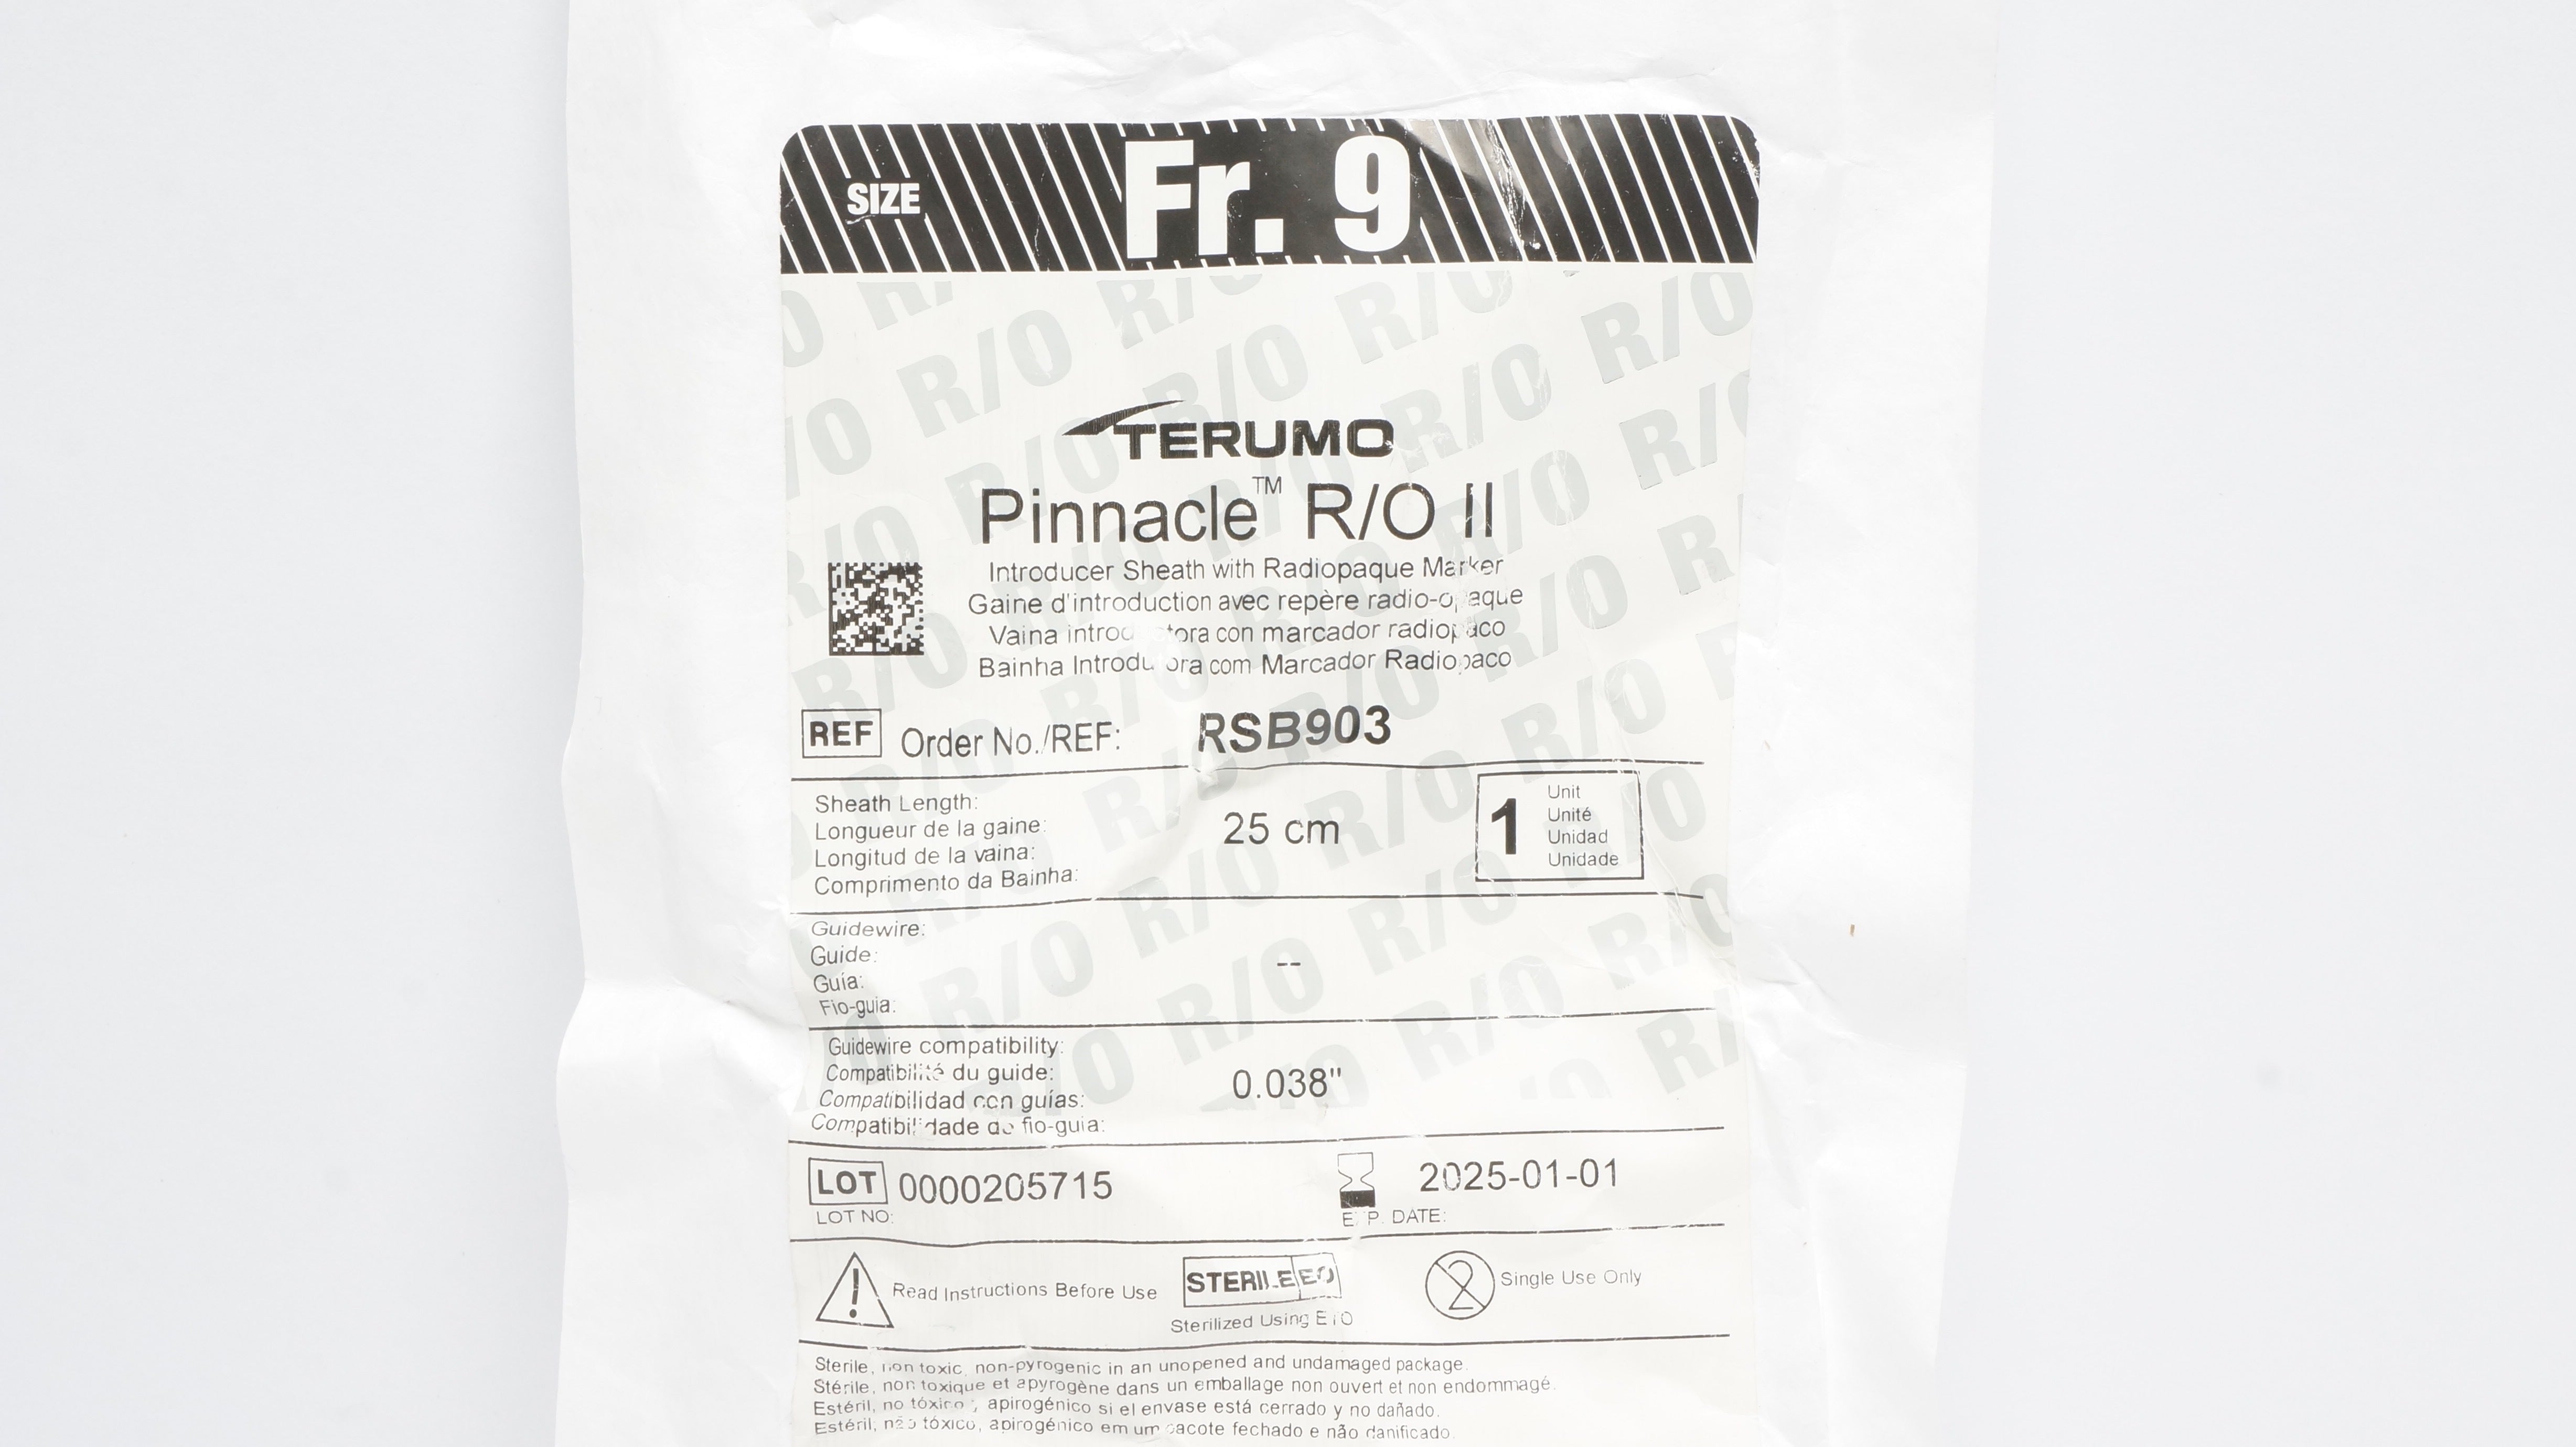 SIZE Fr. 9
TERUMO
Pinnacle™ R/O II
Introducer Sheath with Radiopaque Marker
Gaine d'introduction avec repère radio-opaque
Vaina introductora con marcador radiopaco
Bainha Introdutora com Marcador Radiopaco
REF Order No./REF: RSB903
Sheath Length:
Longueur de la gaine:
Longitud de la vaina:
Comprimento da Bainha:
25 cm
1
Unit
Unité
Unidad
Unidade
Guidewire:
Guide:
Guía:
Fio-guia:
--
Guidewire compatibility:
Compatibilité du guide:
Compatibilidad con guías:
Compatibilidade do fio-guia:
0.038"
LOT 0000205715
LOT NO:
2025-01-01
EXP. DATE:
Read Instructions Before Use
STERILE EO
Sterilized Using EtO
2
Single Use Only
Sterile, non toxic, non-pyrogenic in an unopened and undamaged package.
Stérile, non toxique et apyrogène dans un emballage non ouvert et non endommagé.
Estéril, no tóxico, apirogénico si el envase está cerrado y no dañado.
Estéril, não tóxico, apirogénico em um pacote fechado e não danificado.